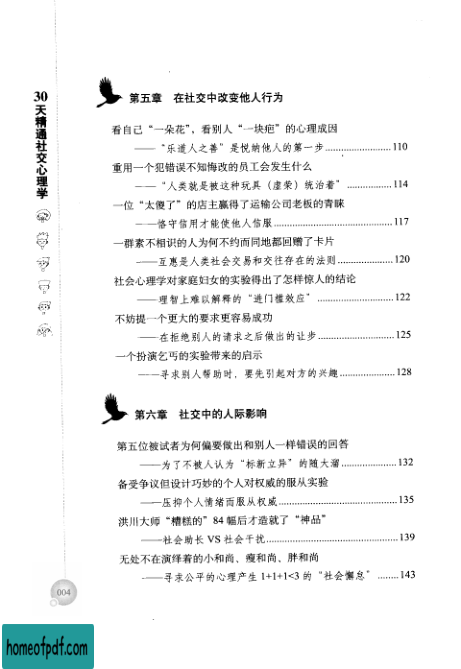 30天精通社交心理学
第五章 在社交中改变他人行为
看自己“一朵花”，看别人“一块疤”的心理成因
——“乐道人之善”是悦纳他人的第一步......................110
重用一个犯错误不知悔改的员工会发生什么
——“人类就是被这种玩具（虚荣）统治着”..............114
一位“太傻了”的店主赢得了运输公司老板的青睐
——恪守信用才能使他人信服........................................117
一群素不相识的人为何不约而同地都回赠了卡片
——互惠是人类社会交易和交往存在的法则....................120
社会心理学对家庭妇女的实验得出了怎样惊人的结论
——理智上难以解释的“进门槛效应”............................122
不妨提一个更大的要求更容易成功
——在拒绝别人的请求之后做出的让步..........................125
一个扮演乞丐的实验带来的启示
——寻求别人帮助时，要先引起对方的兴趣....................128
第六章 社交中的人际影响
第五位被试者为何偏要做出和别人一样错误的回答
——为了不被人认为“标新立异”的随大溜....................132
备受争议但设计巧妙的个人对权威的服从实验
——压抑个人情绪而服从权威........................................135
洪川大师“糟糕的”84幅后才造就了“神品”
——社会助长VS社会干扰............................................139
无处不在演绎着的小和尚、瘦和尚、胖和尚
——寻求公平的心理产生1+1+1<3的“社会懈怠”........143
004
homeofpdf.com